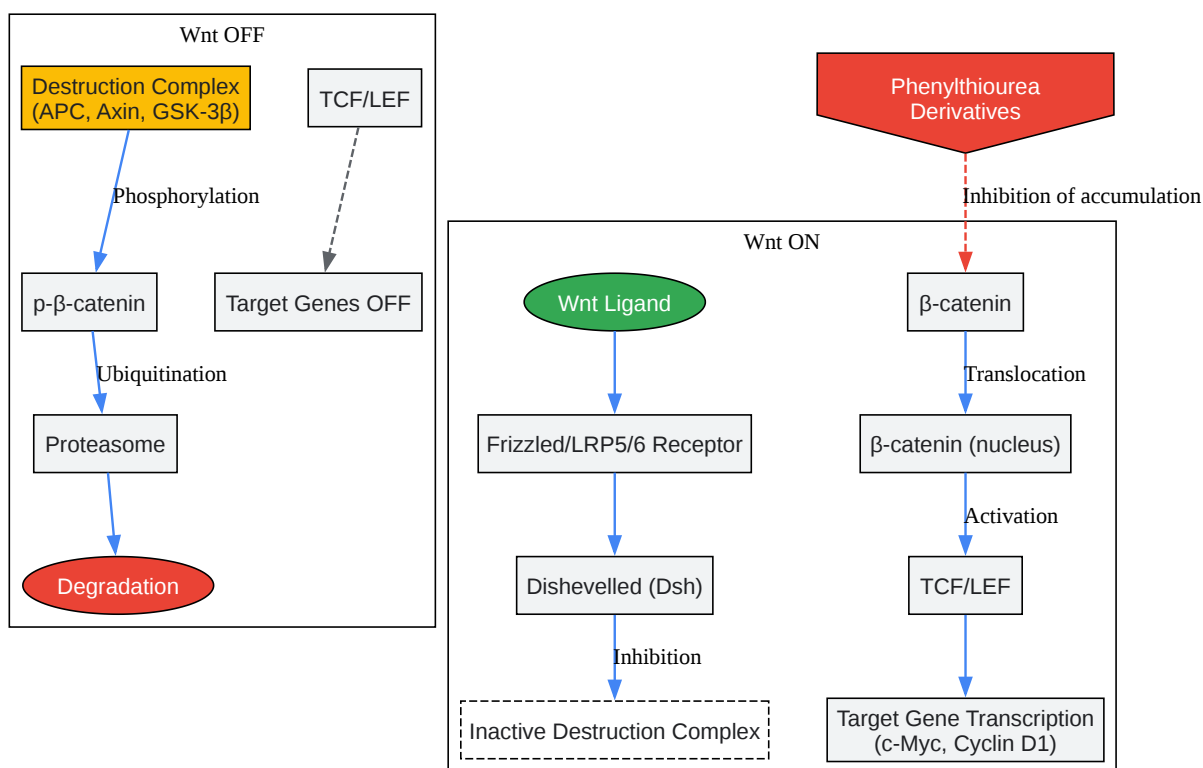 Wnt OFF
Destruction Complex
(APC, Axin, GSK-3β)
TCF/LEF
Phosphorylation
p-β-catenin
Target Genes OFF
Ubiquitination
Proteasome
Degradation
Phenylthiourea
Derivatives
Inhibition of accumulation
Wnt ON
Wnt Ligand
Frizzled/LRP5/6 Receptor
Dishevelled (Dsh)
Inhibition
Inactive Destruction Complex
β-catenin
Translocation
β-catenin (nucleus)
Activation
TCF/LEF
Target Gene Transcription
(c-Myc, Cyclin D1)